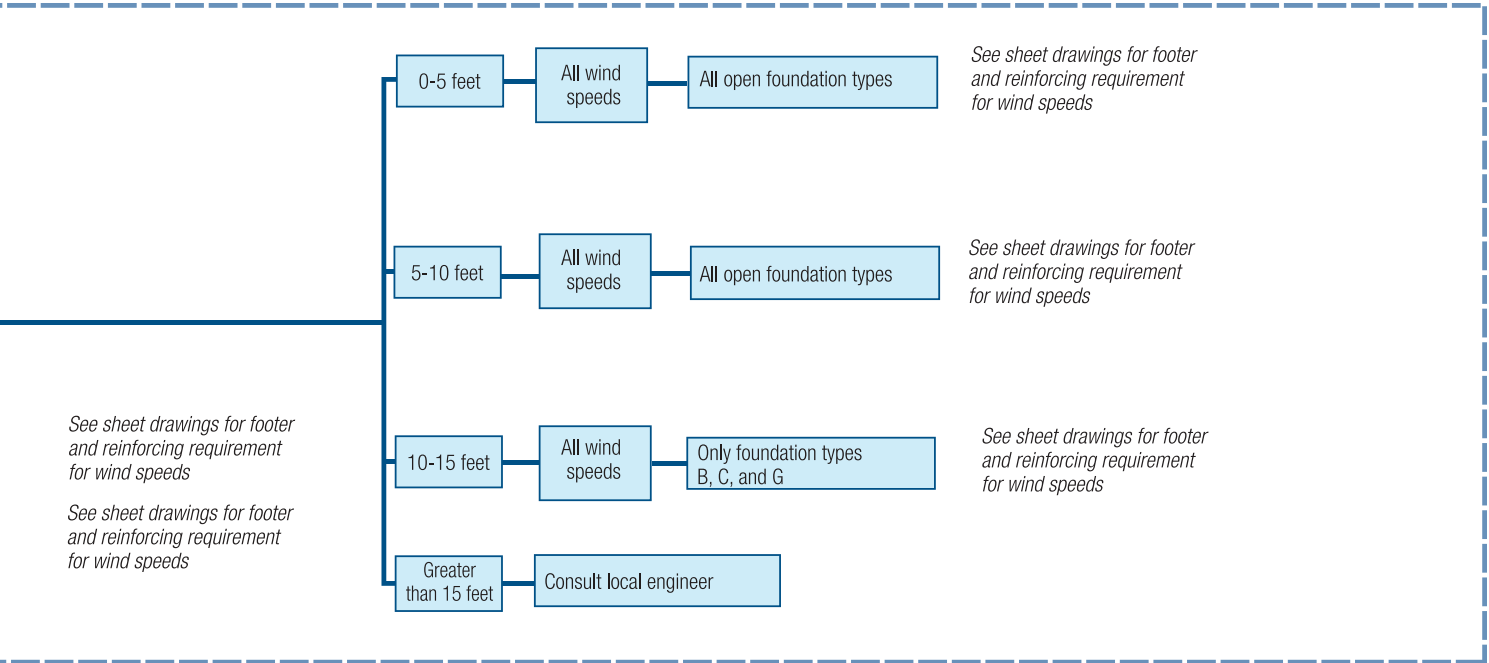 0-5 feet
All wind
speeds
All open foundation types
See sheet drawings for footer
and reinforcing requirement
for wind speeds
5-10 feet
All wind
speeds
All open foundation types
See sheet drawings for footer
and reinforcing requirement
for wind speeds
See sheet drawings for footer
and reinforcing requirement
for wind speeds
See sheet drawings for footer
and reinforcing requirement
for wind speeds
10-15 feet
All wind
speeds
Only foundation types
B, C, and G
See sheet drawings for footer
and reinforcing requirement
for wind speeds
Greater
than 15 feet
Consult local engineer